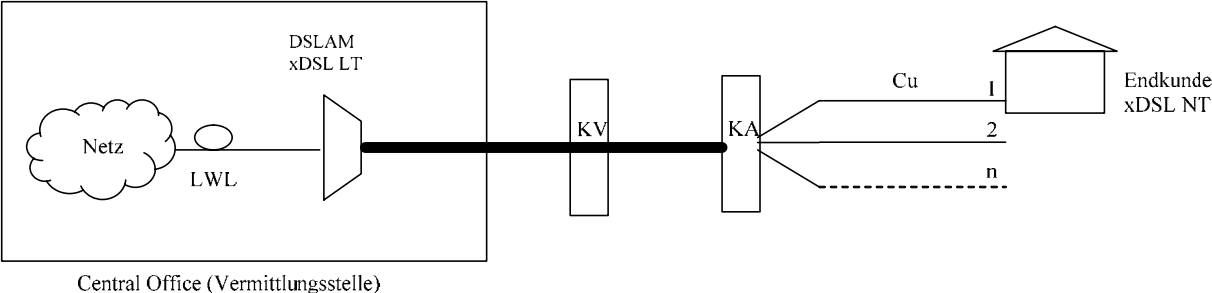 DSLAM
xDSL LT
Netz
LWL
KV
KA
Cu
1
2
n
Endkunde
xDSL NT
Central Office (Vermittlungsstelle)